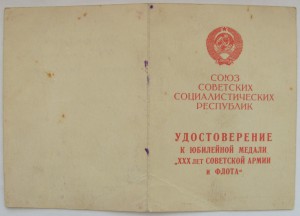 СОЮЗ
СОВЕТСКИХ
СОЦИАЛИСТИЧЕСКИХ
РЕСПУБЛИК
УДОСТОВЕРЕНИЕ
К ЮБИЛЕЙНОЙ МЕДАЛИ
„XXX ЛЕТ СОВЕТСКОЙ АРМИИ
И ФЛОТА“